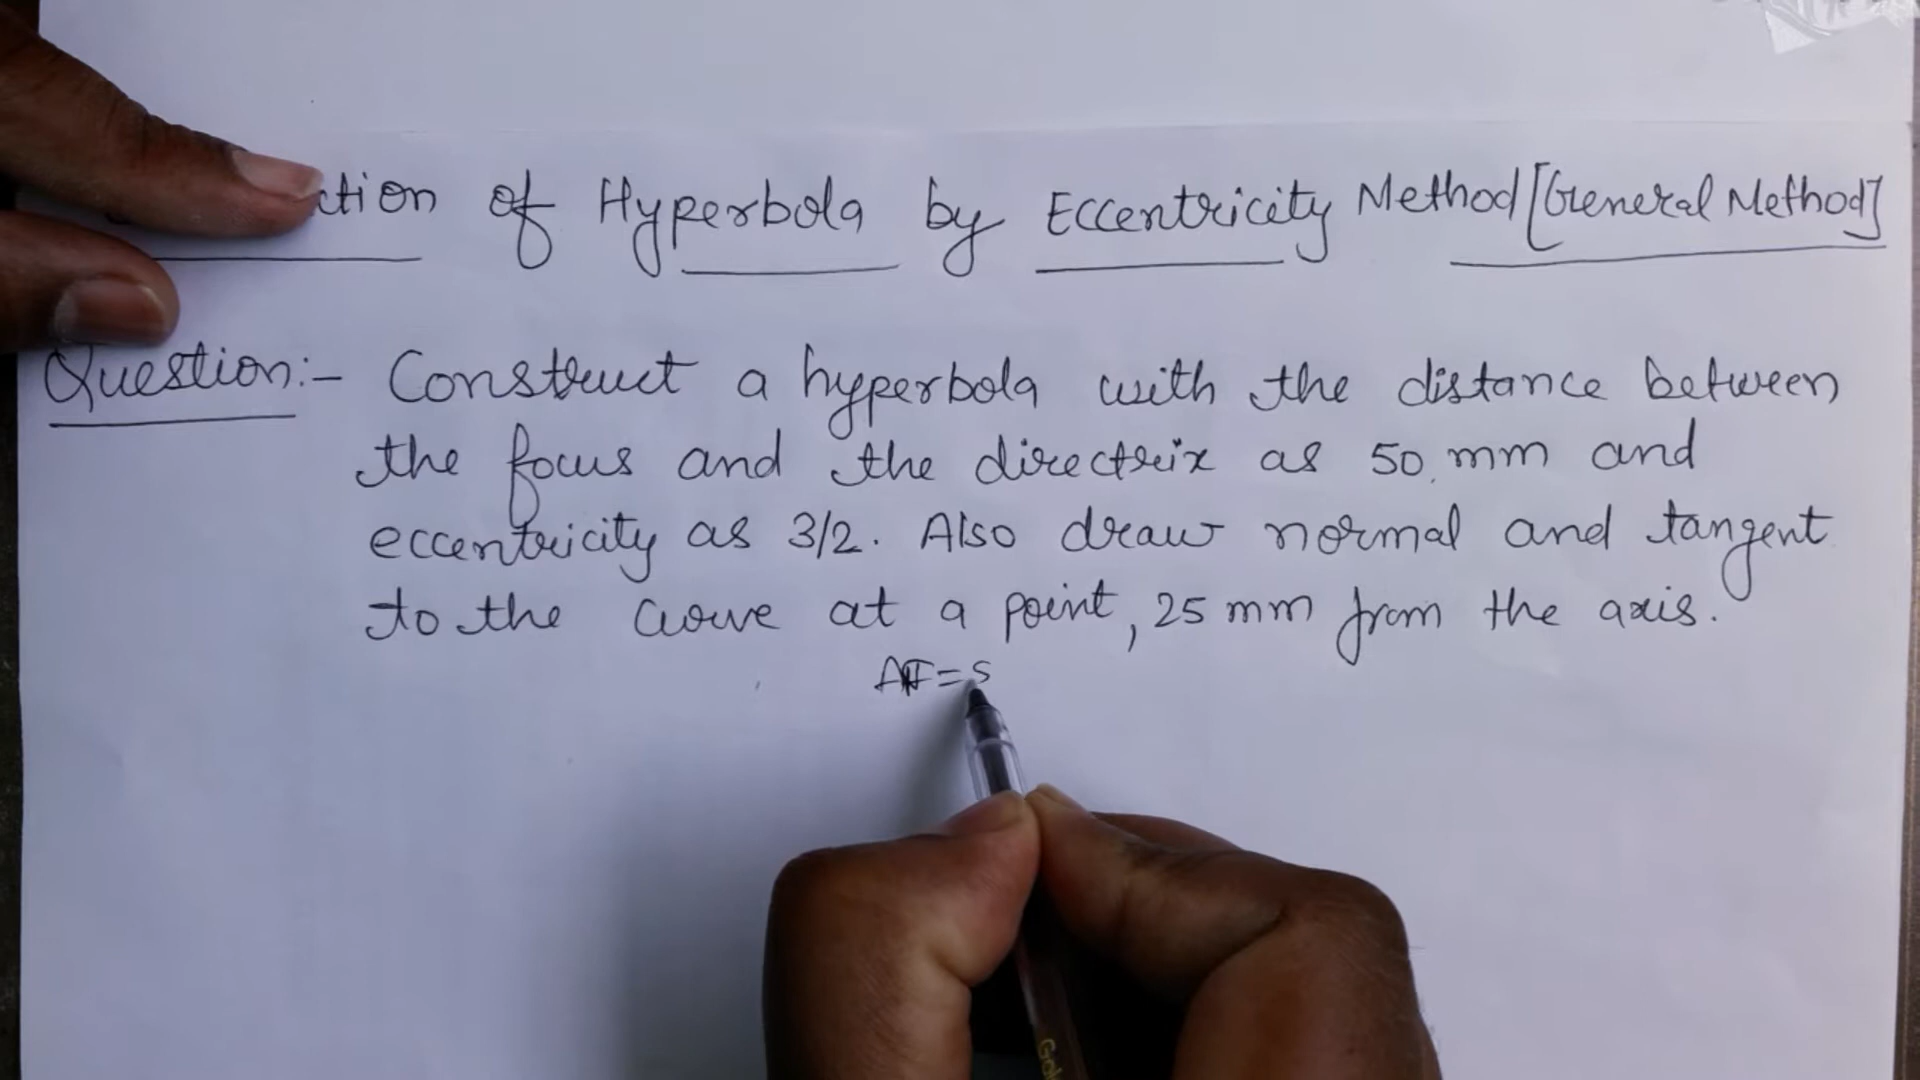 ction of Hyperbola by Eccentricity Method [General Method]
Question:- Construct a hyperbola with the distance between
the focus and the directrix as 50 mm and
eccentricity as 3/2. Also draw normal and tangent
to the curve at a point, 25 mm from the axis.
AF=5